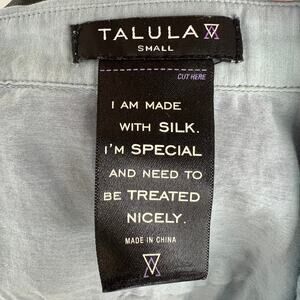 TALULA
SMALL
CUT HERE
I AM MADE
WITH SILK.
I'M SPECIAL
AND NEED TO
BE TREATED
NICELY.
MADE IN CHINA